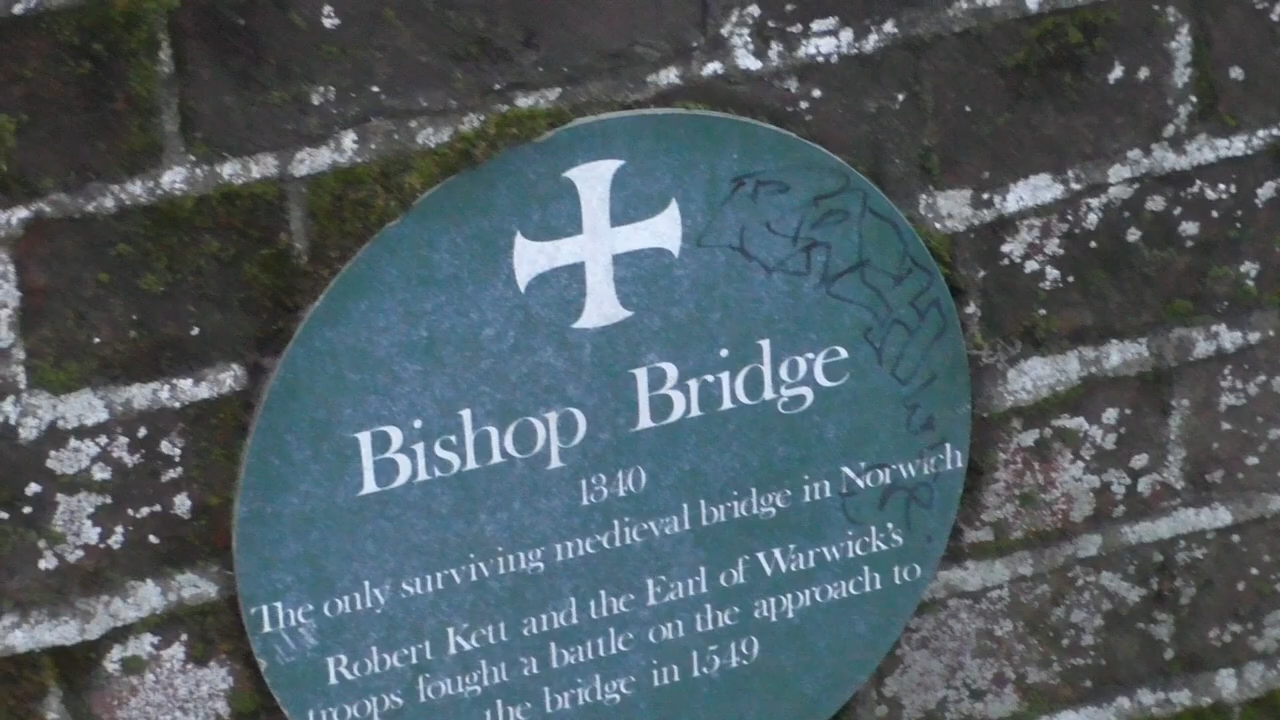 Bishop Bridge
1340
The only surviving medieval bridge in Norwich
Robert Kett and the Earl of Warwick's
troops fought a battle on the approach to
the bridge in 1549